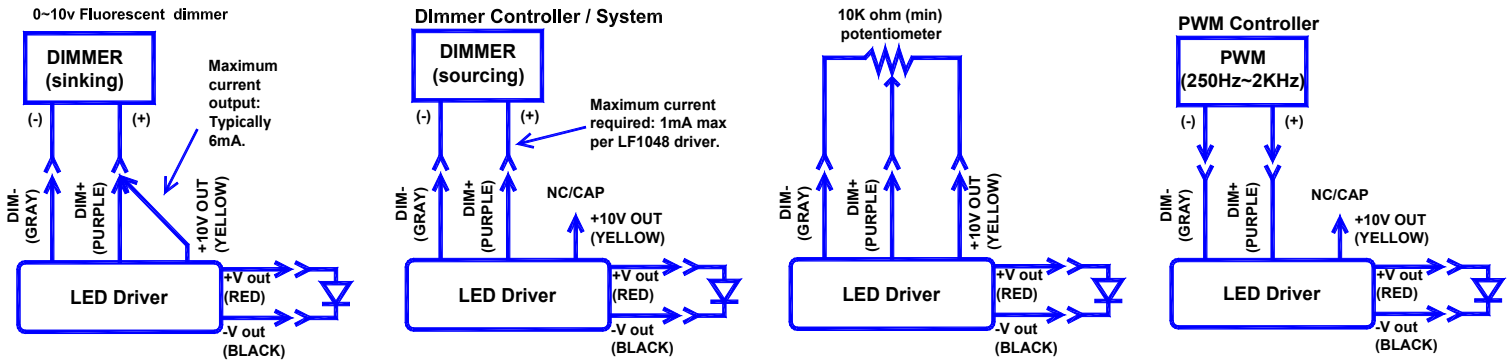 0~10v Fluorescent dimmer
DIMMER
(sinking)
Maximum
current
output:
Typically
6mA.
(-)
(+)
DIM-
(GRAY)
DIM+
(PURPLE)
+10V OUT
(YELLOW)
LED Driver
+V out
(RED)
-V out
(BLACK)
DImmer Controller / System
DIMMER
(sourcing)
(-)
(+)
Maximum current
required: 1mA max
per LF1048 driver.
DIM-
(GRAY)
DIM+
(PURPLE)
NC/CAP
+10V OUT
(YELLOW)
LED Driver
+V out
(RED)
-V out
(BLACK)
10K ohm (min)
potentiometer
DIM-
(GRAY)
DIM+
(PURPLE)
+10V OUT
(YELLOW)
LED Driver
+V out
(RED)
-V out
(BLACK)
PWM Controller
PWM
(250Hz~2KHz)
(-)
(+)
DIM-
(GRAY)
DIM+
(PURPLE)
NC/CAP
+10V OUT
(YELLOW)
LED Driver
+V out
(RED)
-V out
(BLACK)